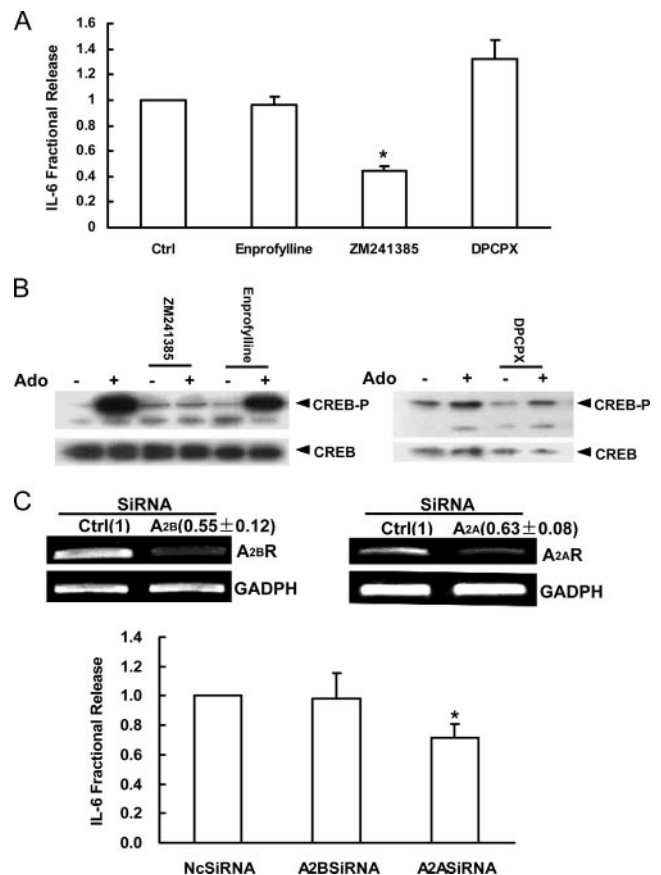 A
IL-6 Fractional Release
1.6
1.4
1.2
1
0.8
0.6
0.4
0.2
0
*
Ctrl Enprofylline ZM241385 DPCPX
B
ZM241385 Enprofylline
Ado - + - + - +
CREB-P
CREB
DPCPX
Ado - + - +
CREB-P
CREB
C
SiRNA
Ctrl(1) A2B(0.55±0.12)
A2BR
GADPH
SiRNA
Ctrl(1) A2A(0.63±0.08)
A2AR
GADPH
IL-6 Fractional Release
1.4
1.2
1.0
0.8
0.6
0.4
0.2
0.0
*
NcSiRNA A2BSiRNA A2ASiRNA